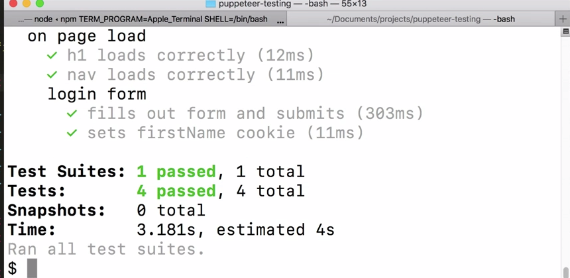 puppeteer-testing — -bash — 55×13
...— node ◂ npm TERM_PROGRAM=Apple_Terminal SHELL=/bin/bash ... ~/Documents/projects/puppeteer-testing — -bash +
on page load
✓ h1 loads correctly (12ms)
✓ nav loads correctly (11ms)
login form
✓ fills out form and submits (303ms)
✓ sets firstName cookie (11ms)
Test Suites: 1 passed, 1 total
Tests: 4 passed, 4 total
Snapshots: 0 total
Time: 3.181s, estimated 4s
Ran all test suites.
$